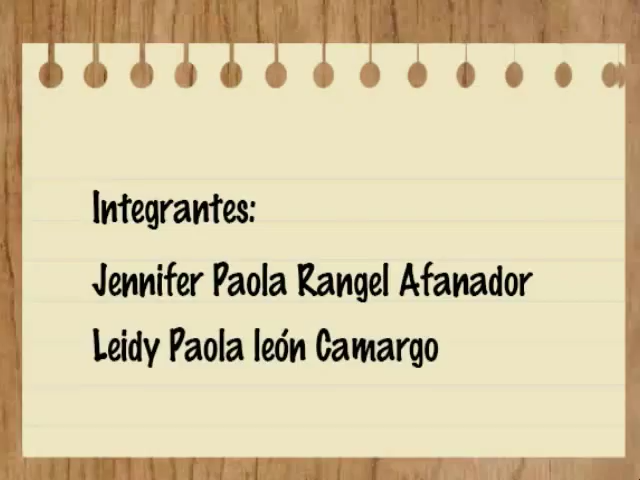 Integrantes:
Jennifer Paola Rangel Afanador
Leidy Paola león Camargo